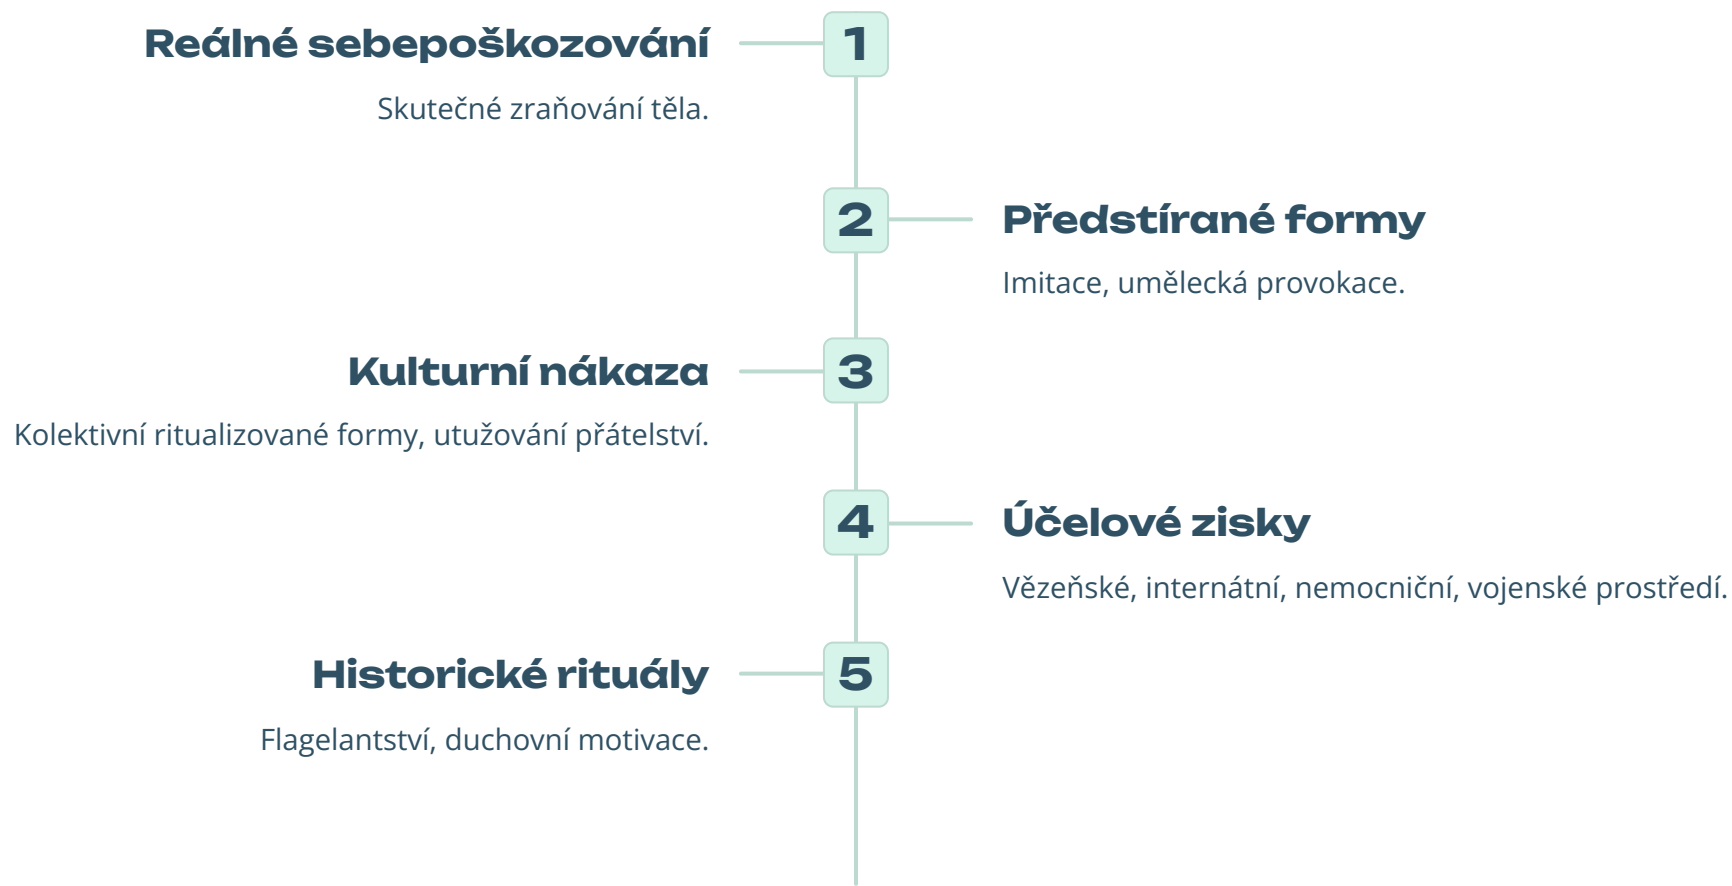 Reálné sebepoškozování
1
Skutečné zraňování těla.
2
Předstírané formy
Imitace, umělecká provokace.
Kulturní nákaza
3
Kolektivní ritualizované formy, utužování přátelství.
4
Účelové zisky
Vězeňské, internátní, nemocniční, vojenské prostředí.
Historické rituály
5
Flagelantství, duchovní motivace.